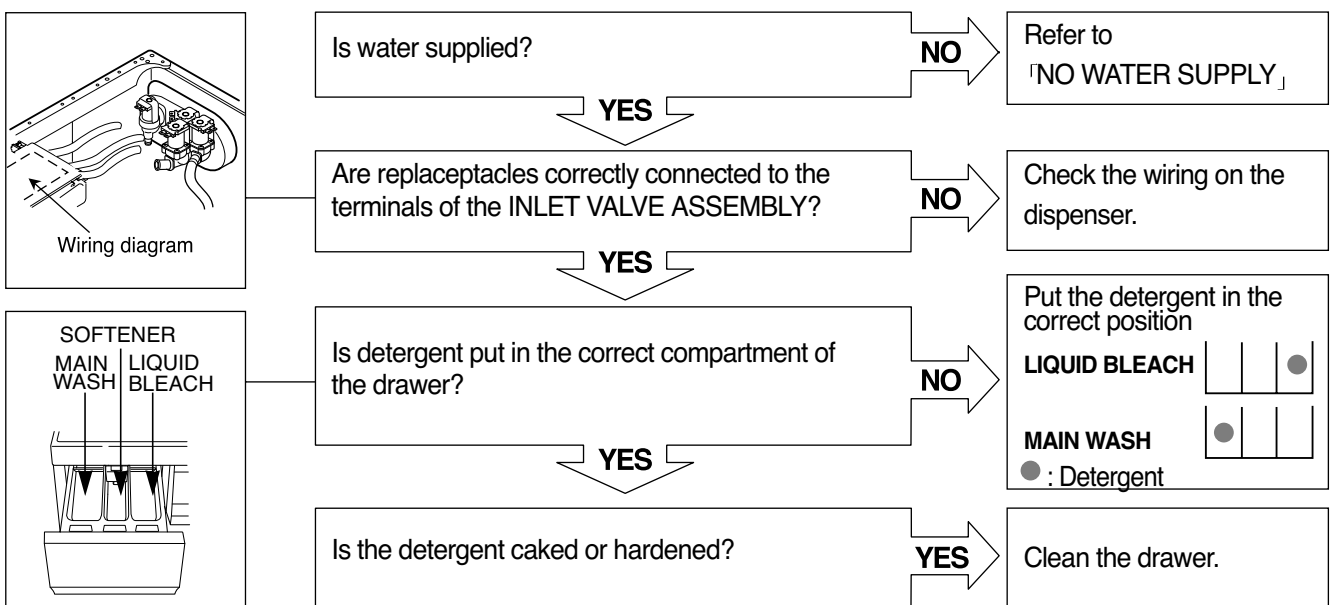 Is water supplied?
NO
Refer to
「NO WATER SUPPLY」
YES
Wiring diagram
Are replaceptacles correctly connected to the
terminals of the INLET VALVE ASSEMBLY?
NO
Check the wiring on the
dispenser.
YES
SOFTENER
MAIN
WASH
LIQUID
BLEACH
Is detergent put in the correct compartment of
the drawer?
NO
Put the detergent in the
correct position
LIQUID BLEACH
MAIN WASH
: Detergent
YES
Is the detergent caked or hardened?
YES
Clean the drawer.